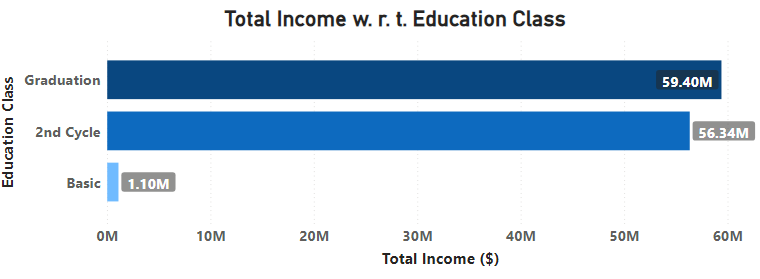 Total Income w. r. t. Education Class
Education Class
Graduation
59.40M
2nd Cycle
56.34M
Basic
1.10M
0M 10M 20M 30M 40M 50M 60M
Total Income ($)